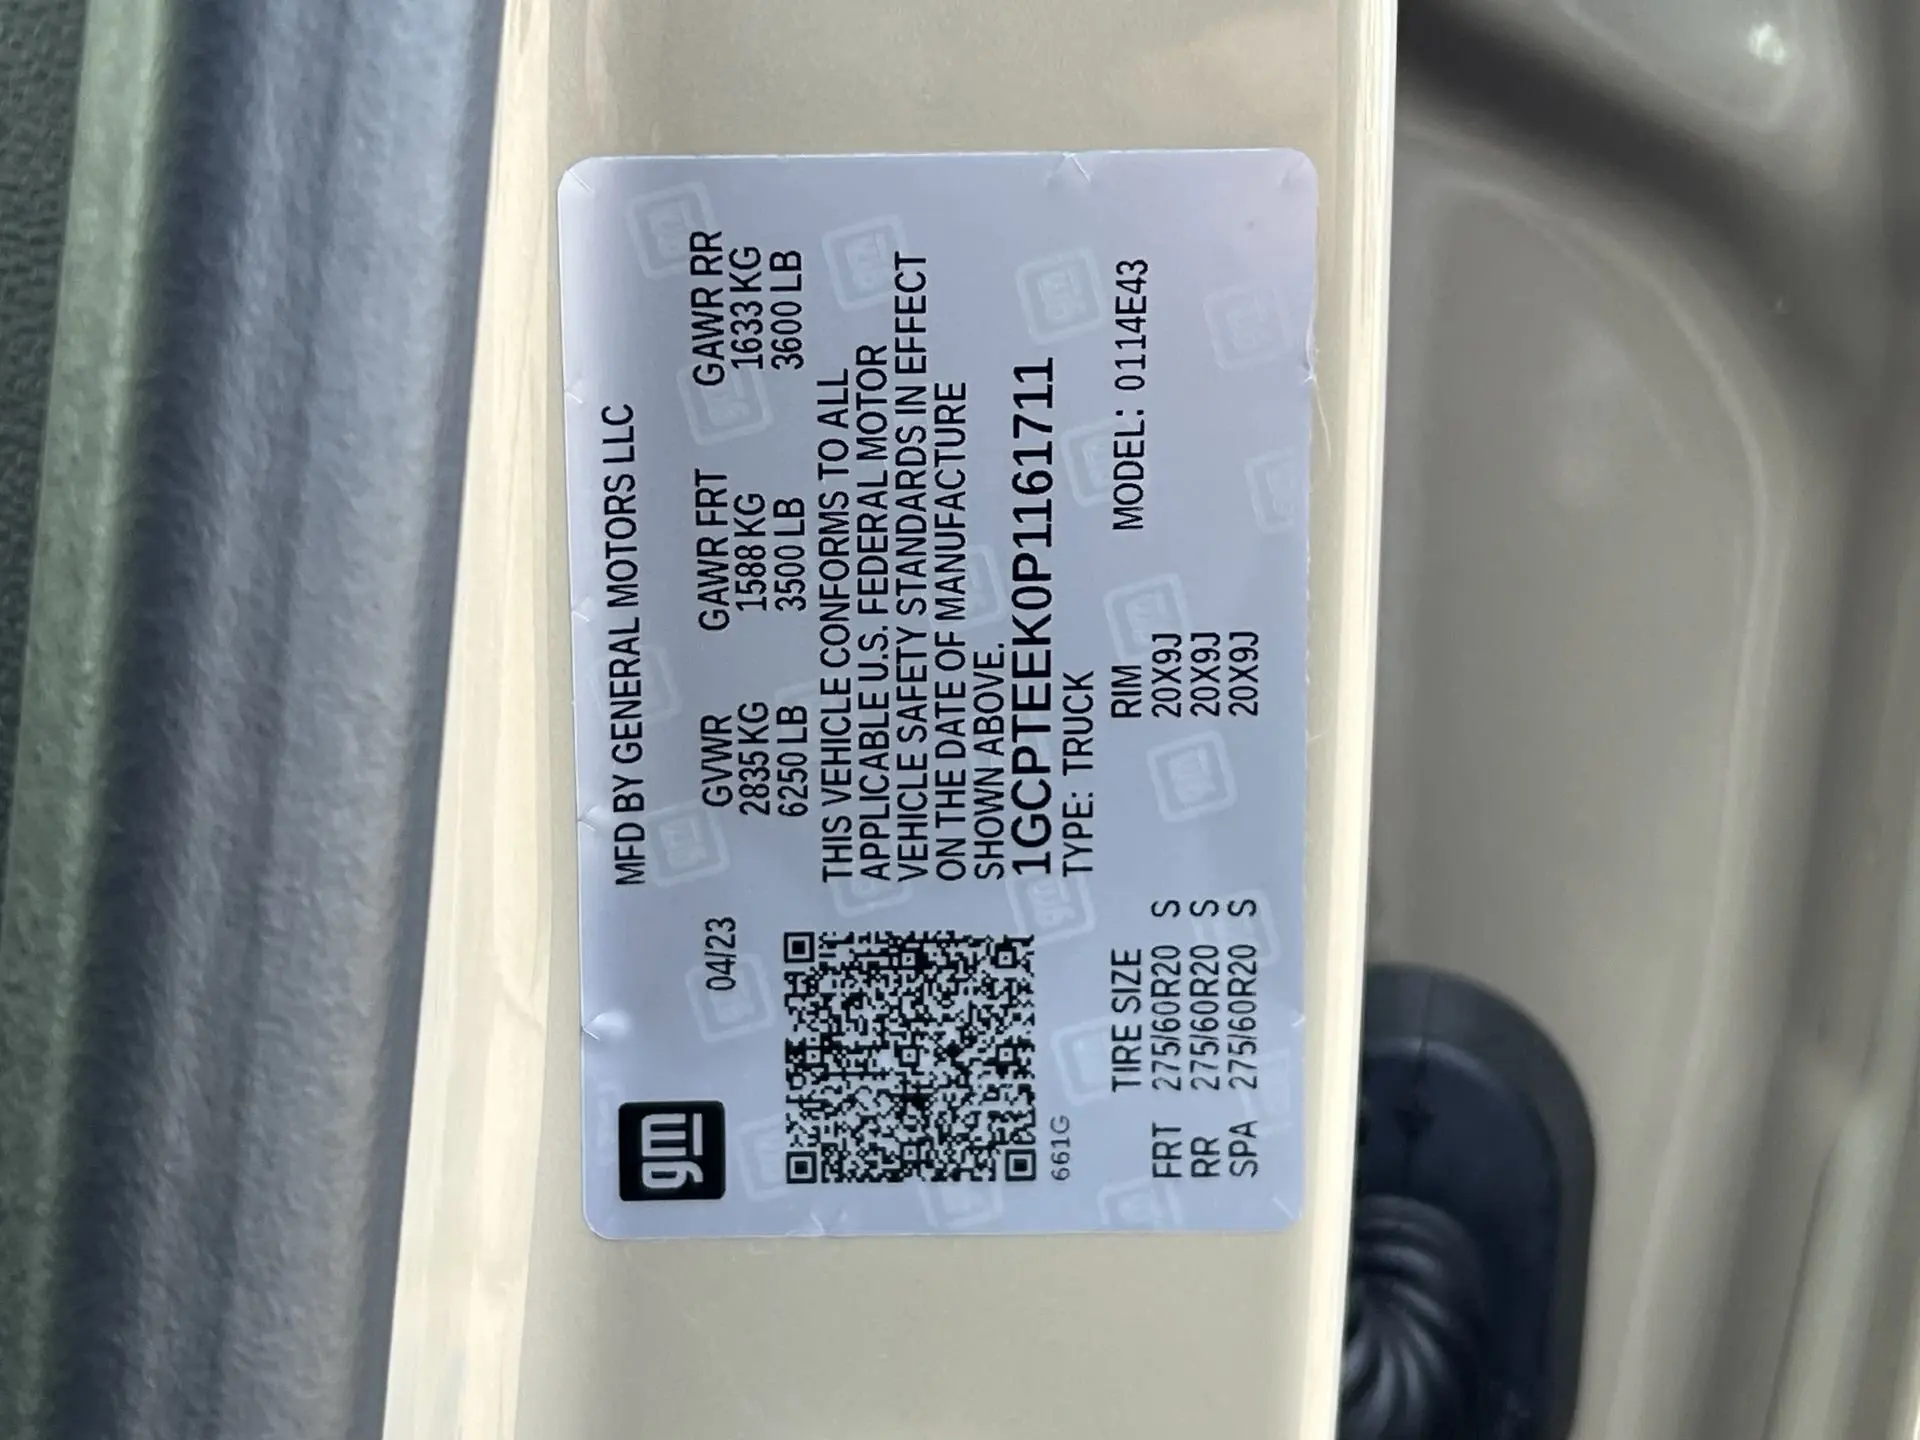 gm
MFD BY GENERAL MOTORS LLC
04/23
GVWR GAWR FRT GAWR RR
2835 KG 1588 KG 1633 KG
6250 LB 3500 LB 3600 LB
THIS VEHICLE CONFORMS TO ALL
APPLICABLE U.S. FEDERAL MOTOR
VEHICLE SAFETY STANDARDS IN EFFECT
ON THE DATE OF MANUFACTURE
SHOWN ABOVE.
1GCPTEEK0P1161711
TYPE: TRUCK
661G
TIRE SIZE RIM MODEL: 0114E43
FRT 275/60R20 S 20X9J
RR 275/60R20 S 20X9J
SPA 275/60R20 S 20X9J